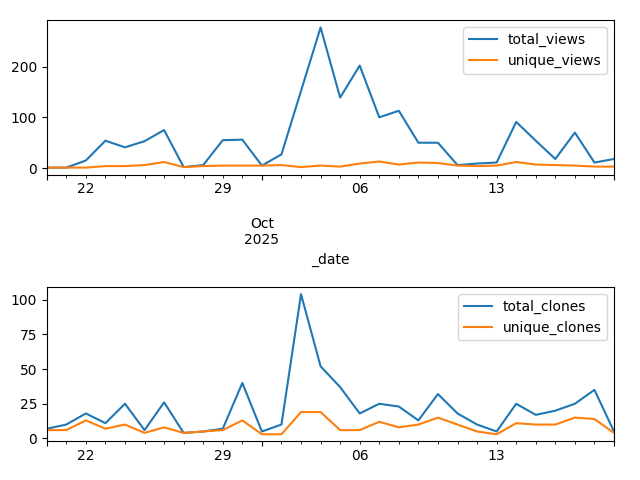 total_views
unique_views
200
100
0
22 29 06 13
Oct
2025
_date
total_clones
unique_clones
100
75
50
25
0
22 29 06 13